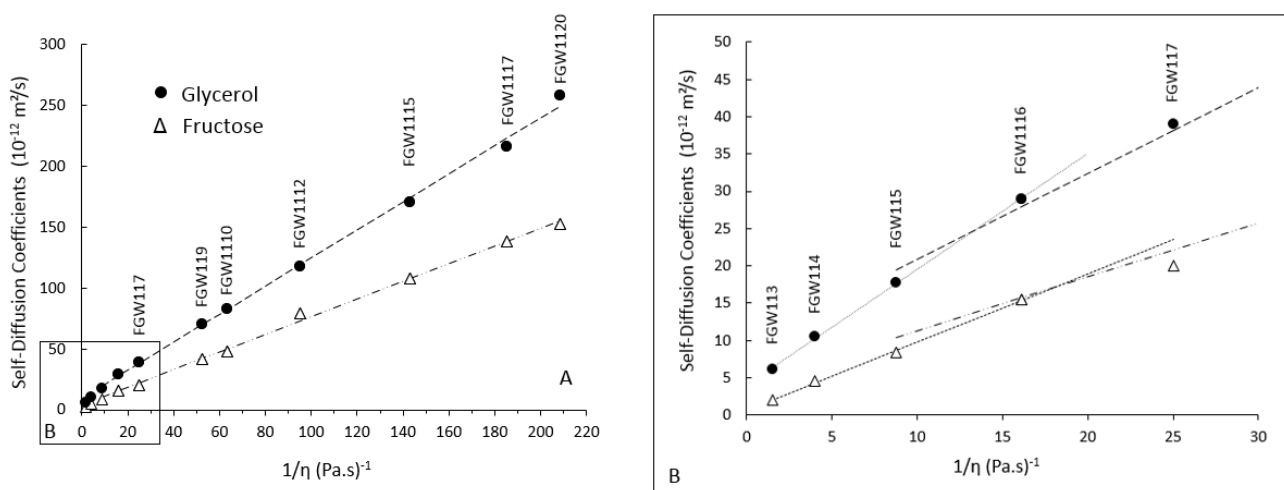 Self-Diffusion Coefficients (10⁻¹² m²/s)
300
250
200
150
100
50
0
Glycerol
Fructose
FGW117
FGW119
FGW1110
FGW1112
FGW1115
FGW1117
FGW1120
A
B
0 20 40 60 80 100 120 140 160 180 200 220
1/η (Pa.s)⁻¹
Self-Diffusion Coefficients (10⁻¹² m²/s)
50
45
40
35
30
25
20
15
10
5
0
FGW113
FGW114
FGW115
FGW1116
FGW117
0 5 10 15 20 25 30
1/η (Pa.s)⁻¹
B